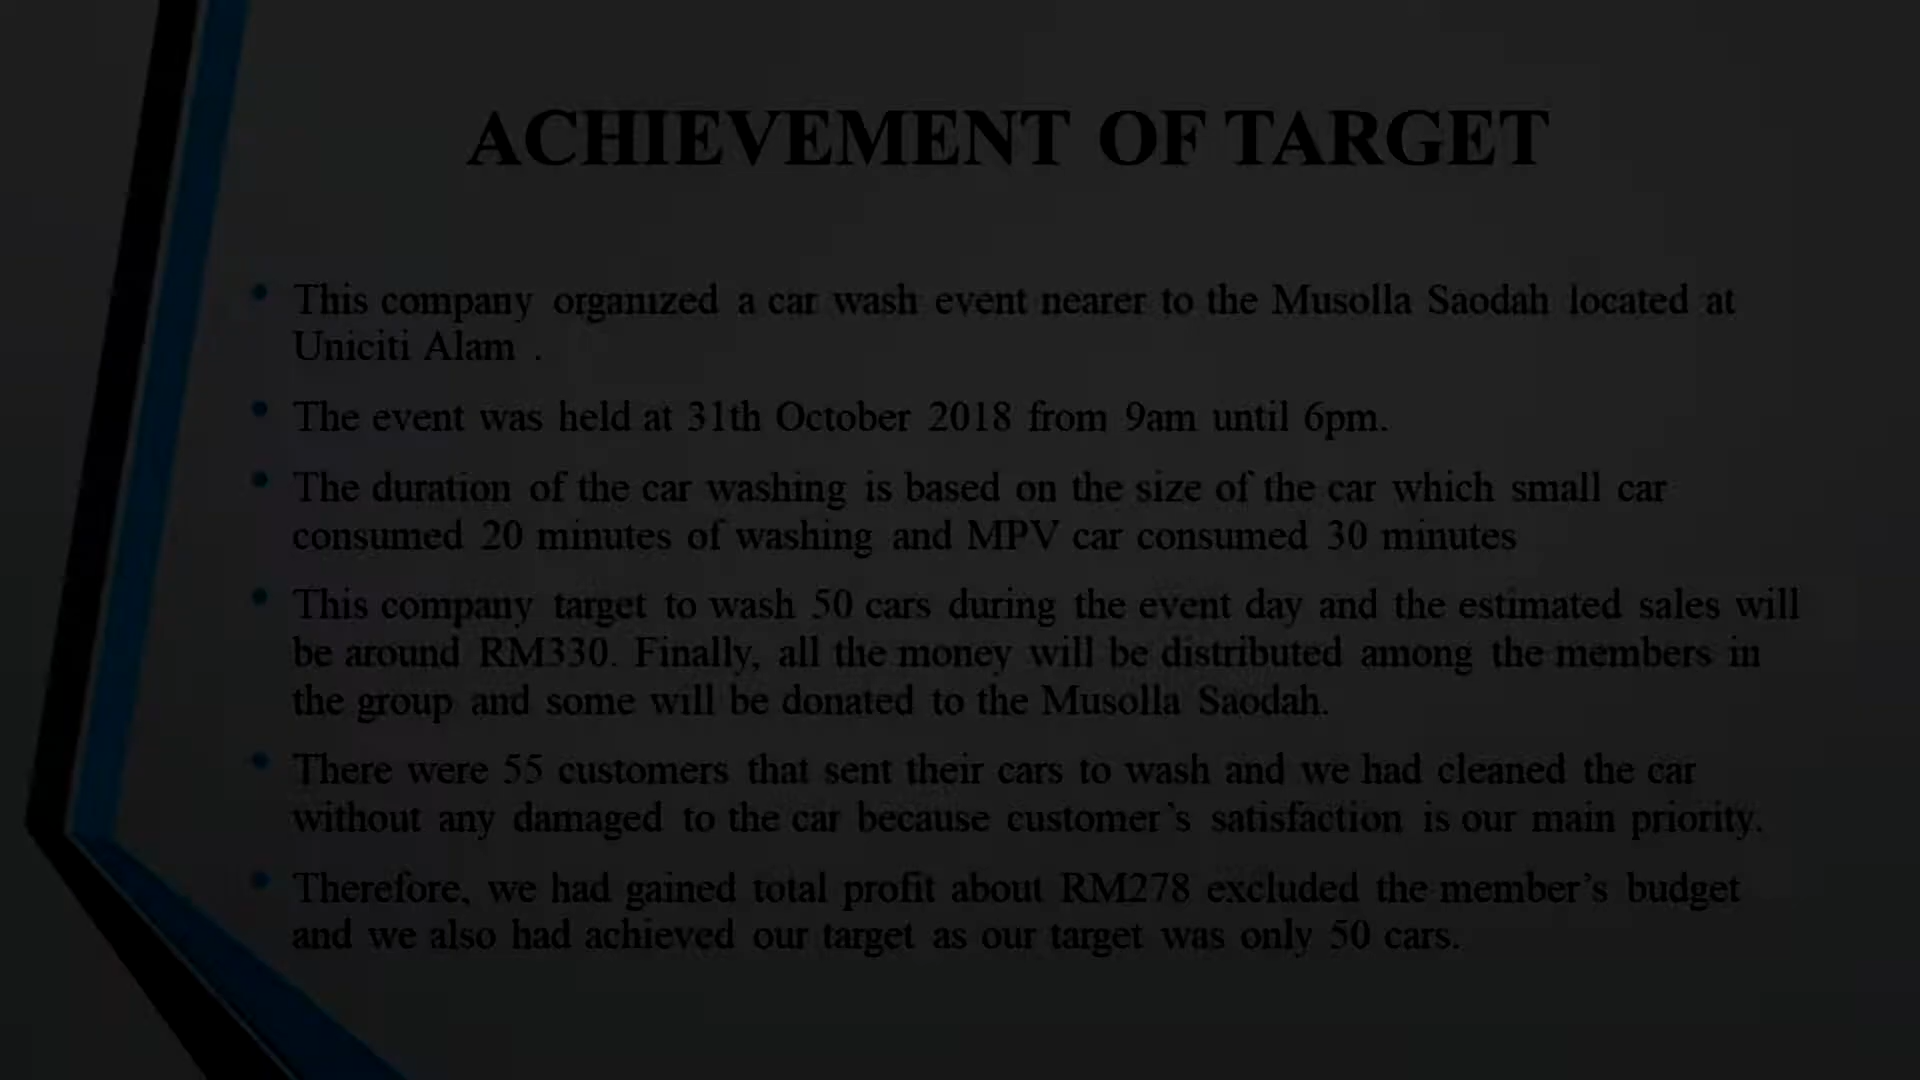 ACHIEVEMENT OF TARGET
• This company organized a car wash event nearer to the Musolla Saodah located at
Uniciti Alam .
• The event was held at 31th October 2018 from 9am until 6pm.
• The duration of the car washing is based on the size of the car which small car
consumed 20 minutes of washing and MPV car consumed 30 minutes
• This company target to wash 50 cars during the event day and the estimated sales will
be around RM330. Finally, all the money will be distributed among the members in
the group and some will be donated to the Musolla Saodah.
• There were 55 customers that sent their cars to wash and we had cleaned the car
without any damaged to the car because customer’s satisfaction is our main priority.
• Therefore, we had gained total profit about RM278 excluded the member’s budget
and we also had achieved our target as our target was only 50 cars.